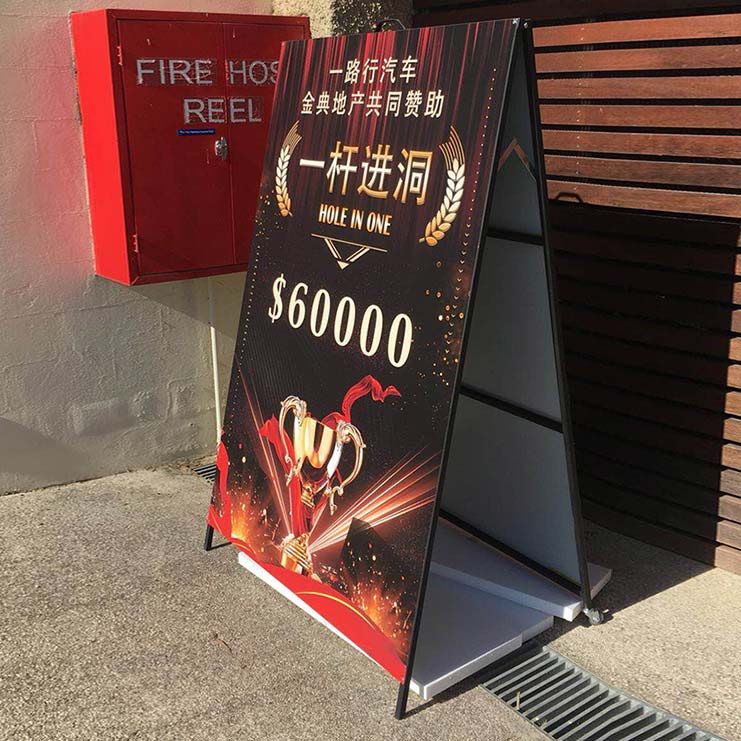 FIRE HOS
REEL
一路行汽车
金典地产共同赞助
一杆进洞
HOLE IN ONE
$60000